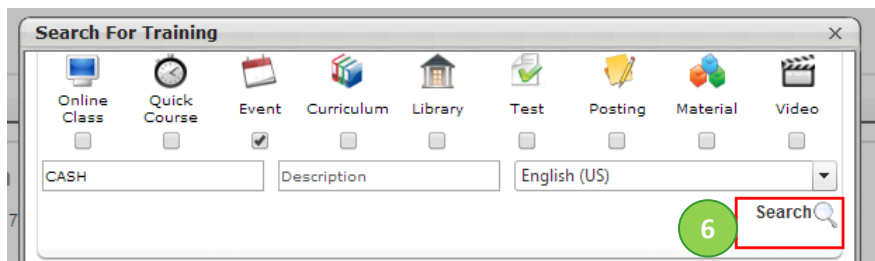 Search For Training
Online Class Quick Course Event Curriculum Library Test Posting Material Video
CASH Description English (US)
7
6 Search